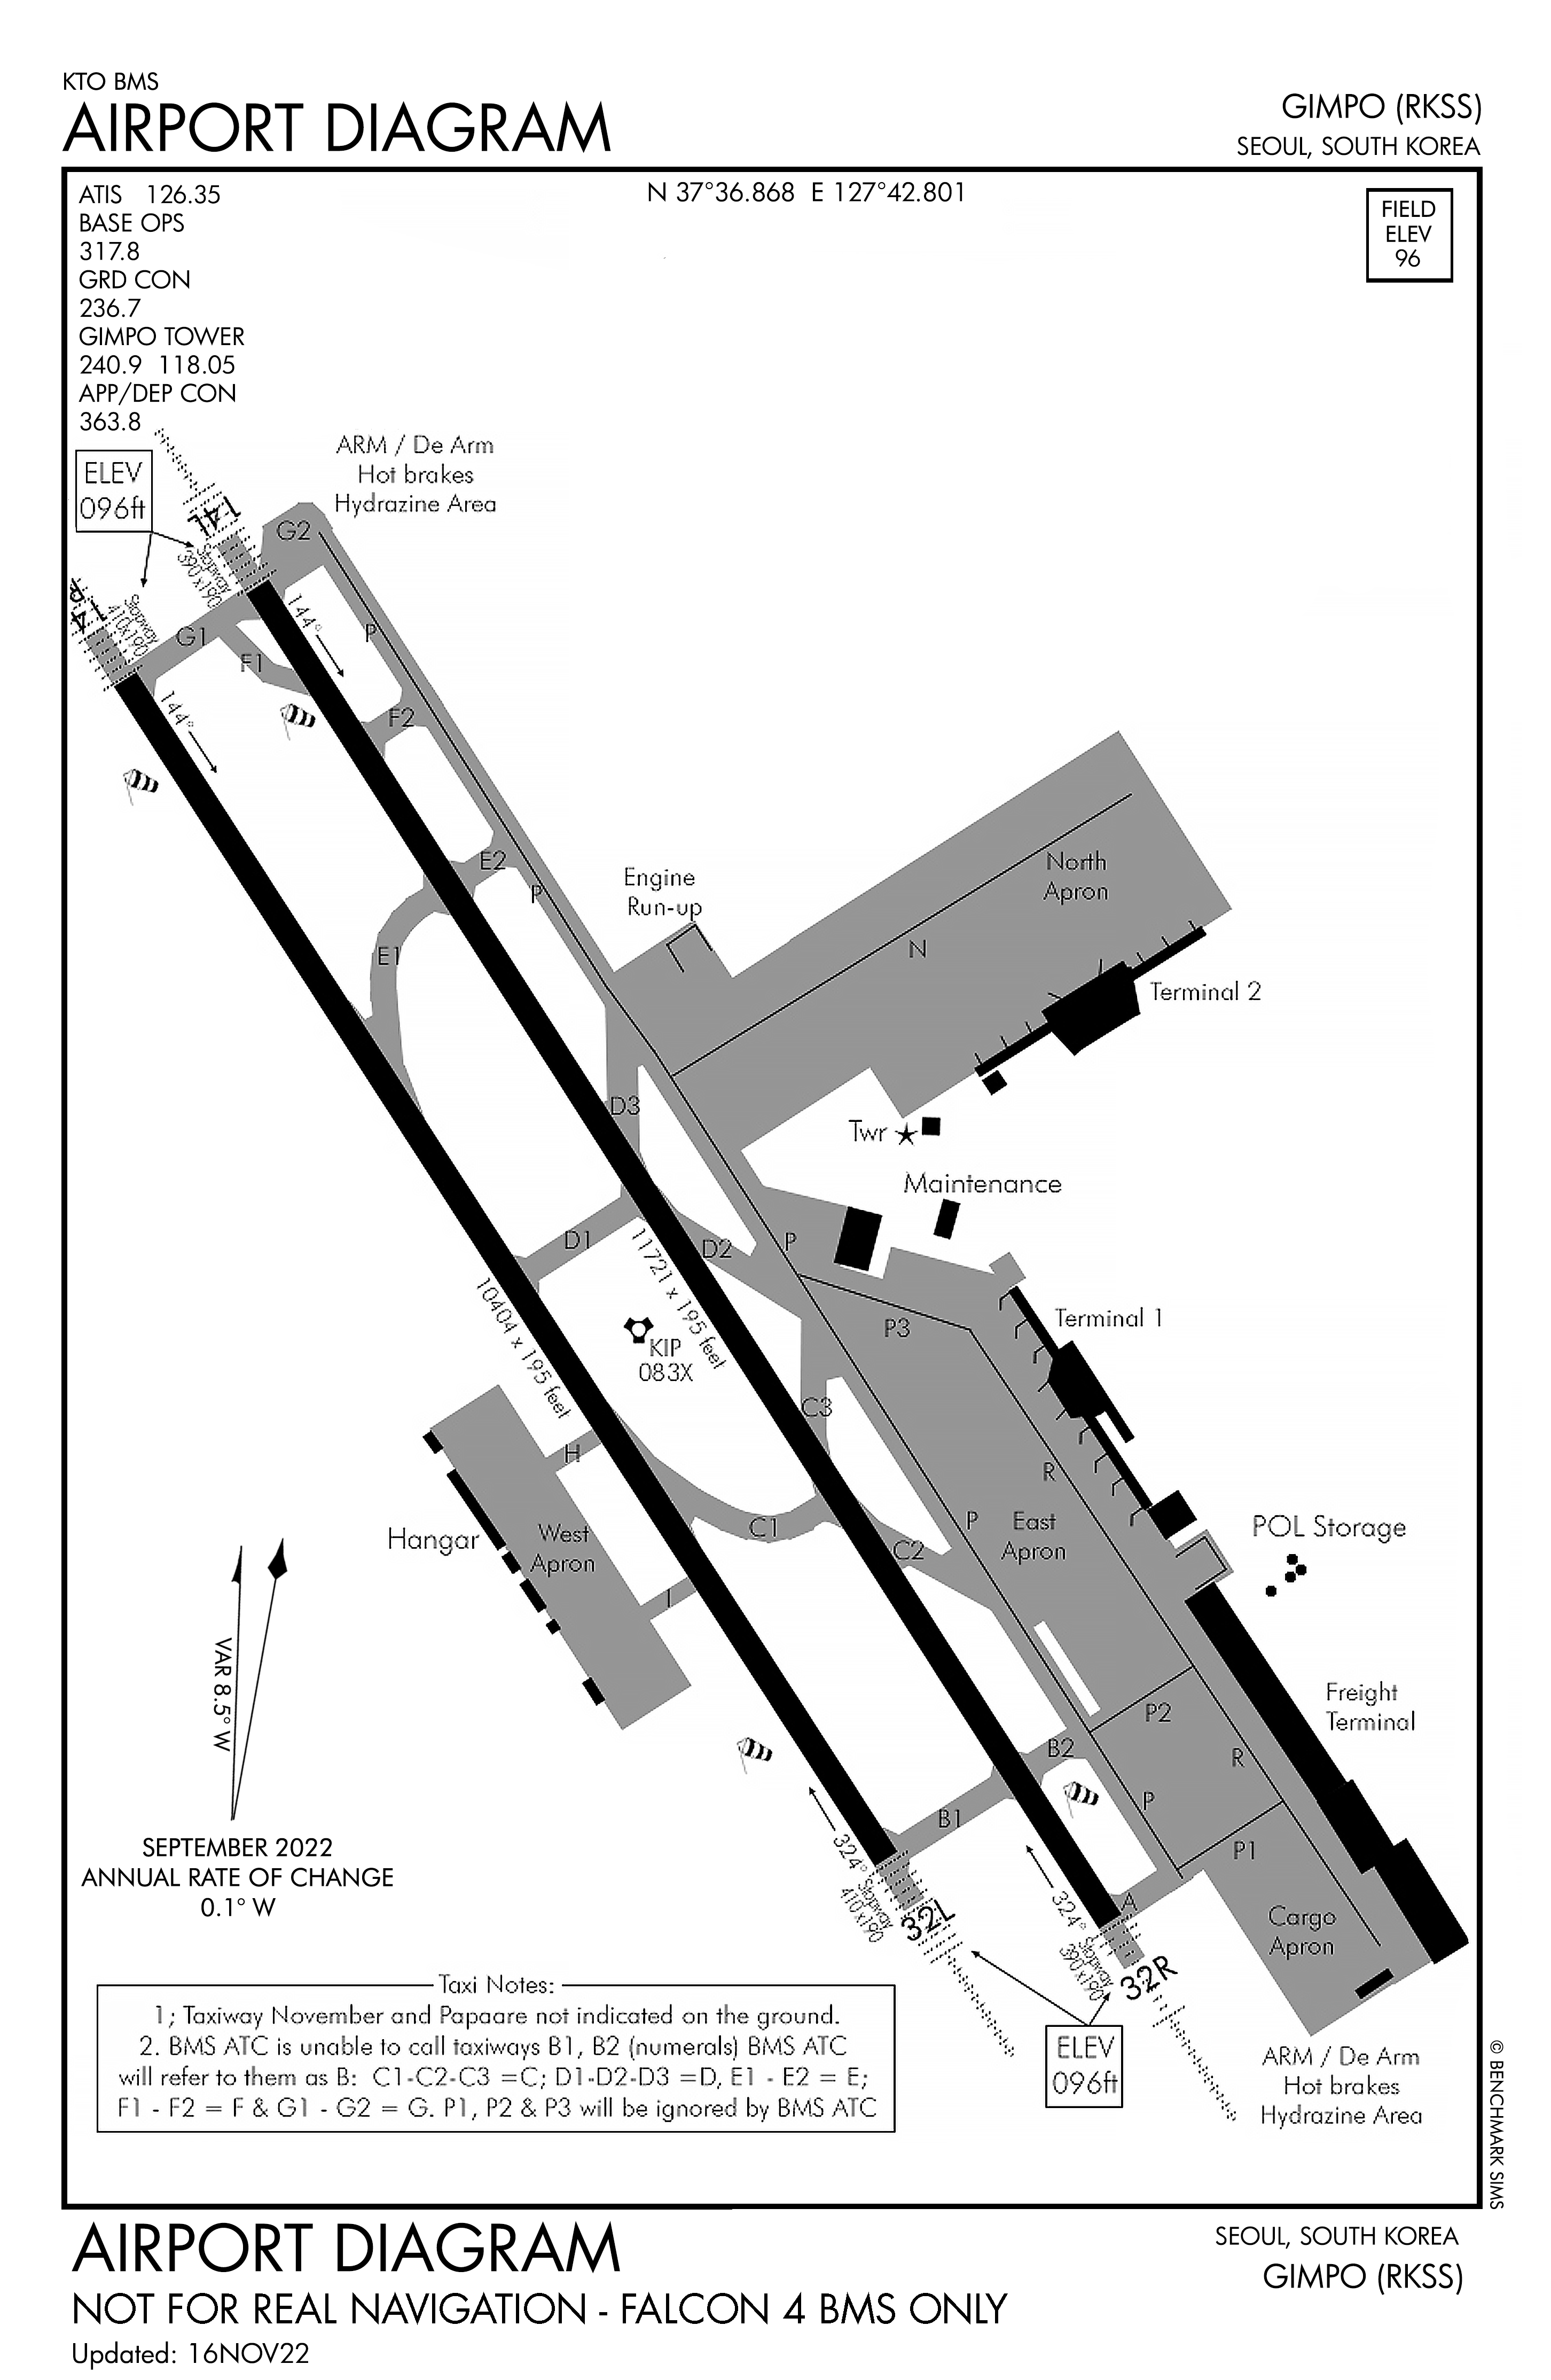 KTO BMS
AIRPORT DIAGRAM
GIMPO (RKSS)
SEOUL, SOUTH KOREA
ATIS 126.35
BASE OPS
317.8
GRD CON
236.7
GIMPO TOWER
240.9 118.05
APP/DEP CON
363.8
N 37°36.868 E 127°42.801
FIELD
ELEV
96
ELEV
096ft
ARM / De Arm
Hot brakes
Hydrazine Area
14L
Stopway
390x190
14R
Stopway
410x190
G2
G1
F1
144°
P
144°
F2
E2
P
E1
Engine
Run-up
North
Apron
N
Terminal 2
D3
Twr
Maintenance
D1
D2
P
11721 x 195 feet
10404 x 195 feet
KIP
083X
P3
Terminal 1
C3
H
R
C1
P
East
Apron
C2
Hangar
West
Apron
I
POL Storage
VAR 8.5° W
Freight
Terminal
P2
B2
R
P
B1
P1
324°
Stopway
410x190
32L
A
324°
Stopway
390x190
32R
Cargo
Apron
SEPTEMBER 2022
ANNUAL RATE OF CHANGE
0.1° W
Taxi Notes:
1; Taxiway November and Papaare not indicated on the ground.
2. BMS ATC is unable to call taxiways B1, B2 (numerals) BMS ATC
will refer to them as B: C1-C2-C3 =C; D1-D2-D3 =D, E1 - E2 = E;
F1 - F2 = F & G1 - G2 = G. P1, P2 & P3 will be ignored by BMS ATC
ELEV
096ft
ARM / De Arm
Hot brakes
Hydrazine Area
© BENCHMARK SIMS
AIRPORT DIAGRAM
NOT FOR REAL NAVIGATION - FALCON 4 BMS ONLY
Updated: 16NOV22
SEOUL, SOUTH KOREA
GIMPO (RKSS)